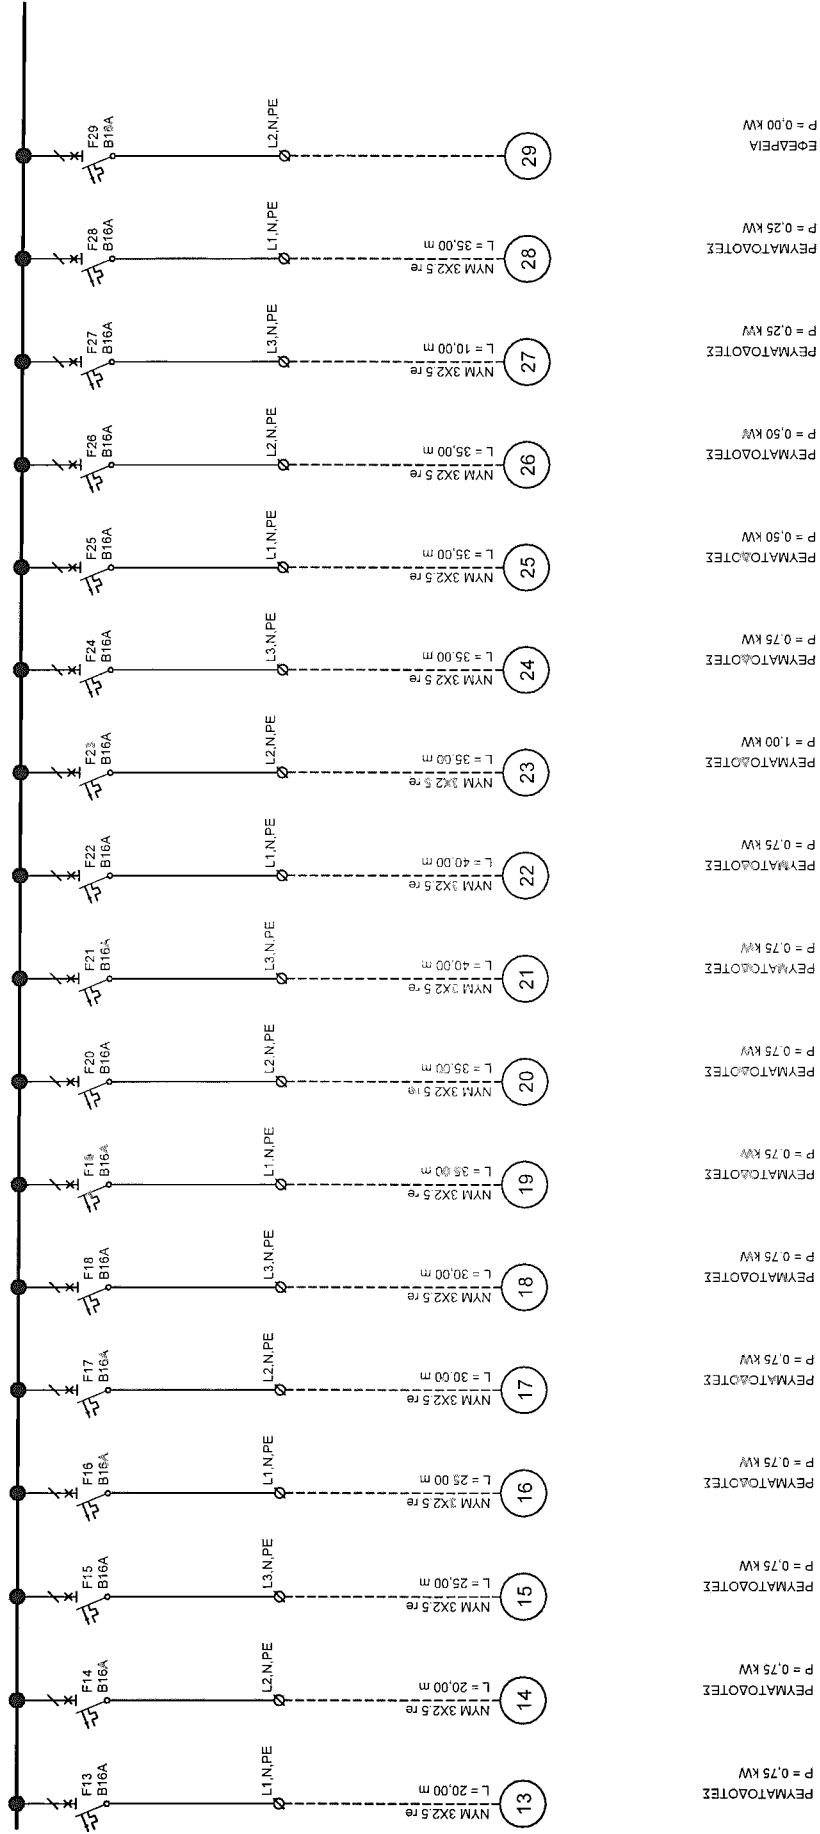 F29
B16A
L2,N,PE
29
P = 0,00 kW
ΕΦΕΔΡΕΙΑ
F28
B16A
L1,N,PE
NYM 3X2.5 re
L = 35,00 m
28
ΡΕΥΜΑΤΟΔΟΤΕΣ
P = 0,25 kW
F27
B16A
L3,N,PE
NYM 3X2.5 re
L = 10,00 m
27
ΡΕΥΜΑΤΟΔΟΤΕΣ
P = 0,25 kW
F26
B16A
L2,N,PE
NYM 3X2.5 re
L = 35,00 m
26
ΡΕΥΜΑΤΟΔΟΤΕΣ
P = 0,50 kW
F25
B16A
L1,N,PE
NYM 3X2.5 re
L = 35,00 m
25
ΡΕΥΜΑΤΟΔΟΤΕΣ
P = 0,50 kW
F24
B16A
L3,N,PE
NYM 3X2.5 re
L = 35,00 m
24
ΡΕΥΜΑΤΟΔΟΤΕΣ
P = 0,75 kW
F23
B16A
L2,N,PE
NYM 3X2.5 re
L = 35,00 m
23
ΡΕΥΜΑΤΟΔΟΤΕΣ
P = 1,00 kW
F22
B16A
L1,N,PE
NYM 3X2.5 re
L = 40,00 m
22
ΡΕΥΜΑΤΟΔΟΤΕΣ
P = 0,75 kW
F21
B16A
L3,N,PE
NYM 3X2.5 re
L = 40,00 m
21
ΡΕΥΜΑΤΟΔΟΤΕΣ
P = 0,75 kW
F20
B16A
L2,N,PE
NYM 3X2.5 re
L = 35,00 m
20
ΡΕΥΜΑΤΟΔΟΤΕΣ
P = 0,75 kW
F19
B16A
L1,N,PE
NYM 3X2.5 re
L = 35,00 m
19
ΡΕΥΜΑΤΟΔΟΤΕΣ
P = 0,75 kW
F18
B16A
L3,N,PE
NYM 3X2.5 re
L = 30,00 m
18
ΡΕΥΜΑΤΟΔΟΤΕΣ
P = 0,75 kW
F17
B16A
L2,N,PE
NYM 3X2.5 re
L = 30,00 m
17
ΡΕΥΜΑΤΟΔΟΤΕΣ
P = 0,75 kW
F16
B16A
L1,N,PE
NYM 3X2.5 re
L = 25,00 m
16
ΡΕΥΜΑΤΟΔΟΤΕΣ
P = 0,75 kW
F15
B16A
L3,N,PE
NYM 3X2.5 re
L = 25,00 m
15
ΡΕΥΜΑΤΟΔΟΤΕΣ
P = 0,75 kW
F14
B16A
L2,N,PE
NYM 3X2.5 re
L = 20,00 m
14
ΡΕΥΜΑΤΟΔΟΤΕΣ
P = 0,75 kW
F13
B16A
L1,N,PE
NYM 3X2.5 re
L = 20,00 m
13
ΡΕΥΜΑΤΟΔΟΤΕΣ
P = 0,75 kW